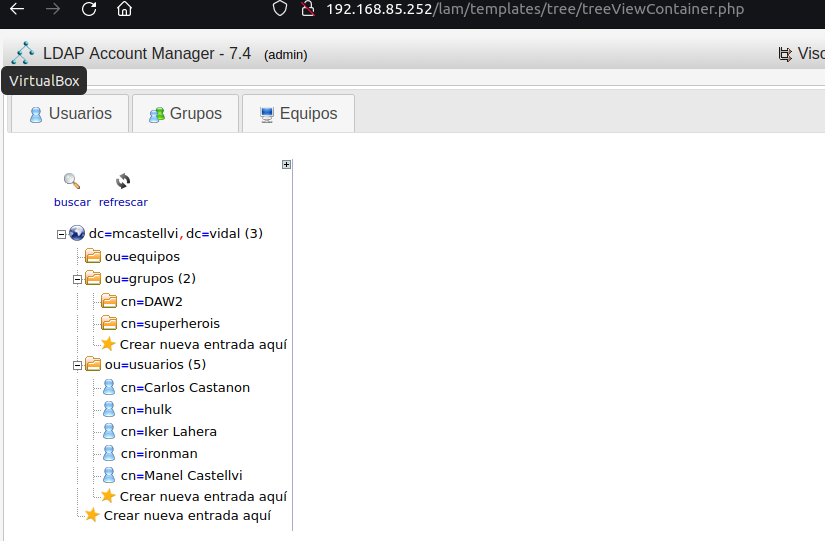 192.168.85.252/lam/templates/tree/treeViewContainer.php
LDAP Account Manager - 7.4 (admin)
Visc
VirtualBox
Usuarios Grupos Equipos
buscar refrescar
dc=mcastellvi,dc=vidal (3)
ou=equipos
ou=grupos (2)
cn=DAW2
cn=superherois
Crear nueva entrada aquí
ou=usuarios (5)
cn=Carlos Castanon
cn=hulk
cn=Iker Lahera
cn=ironman
cn=Manel Castellvi
Crear nueva entrada aquí
Crear nueva entrada aquí